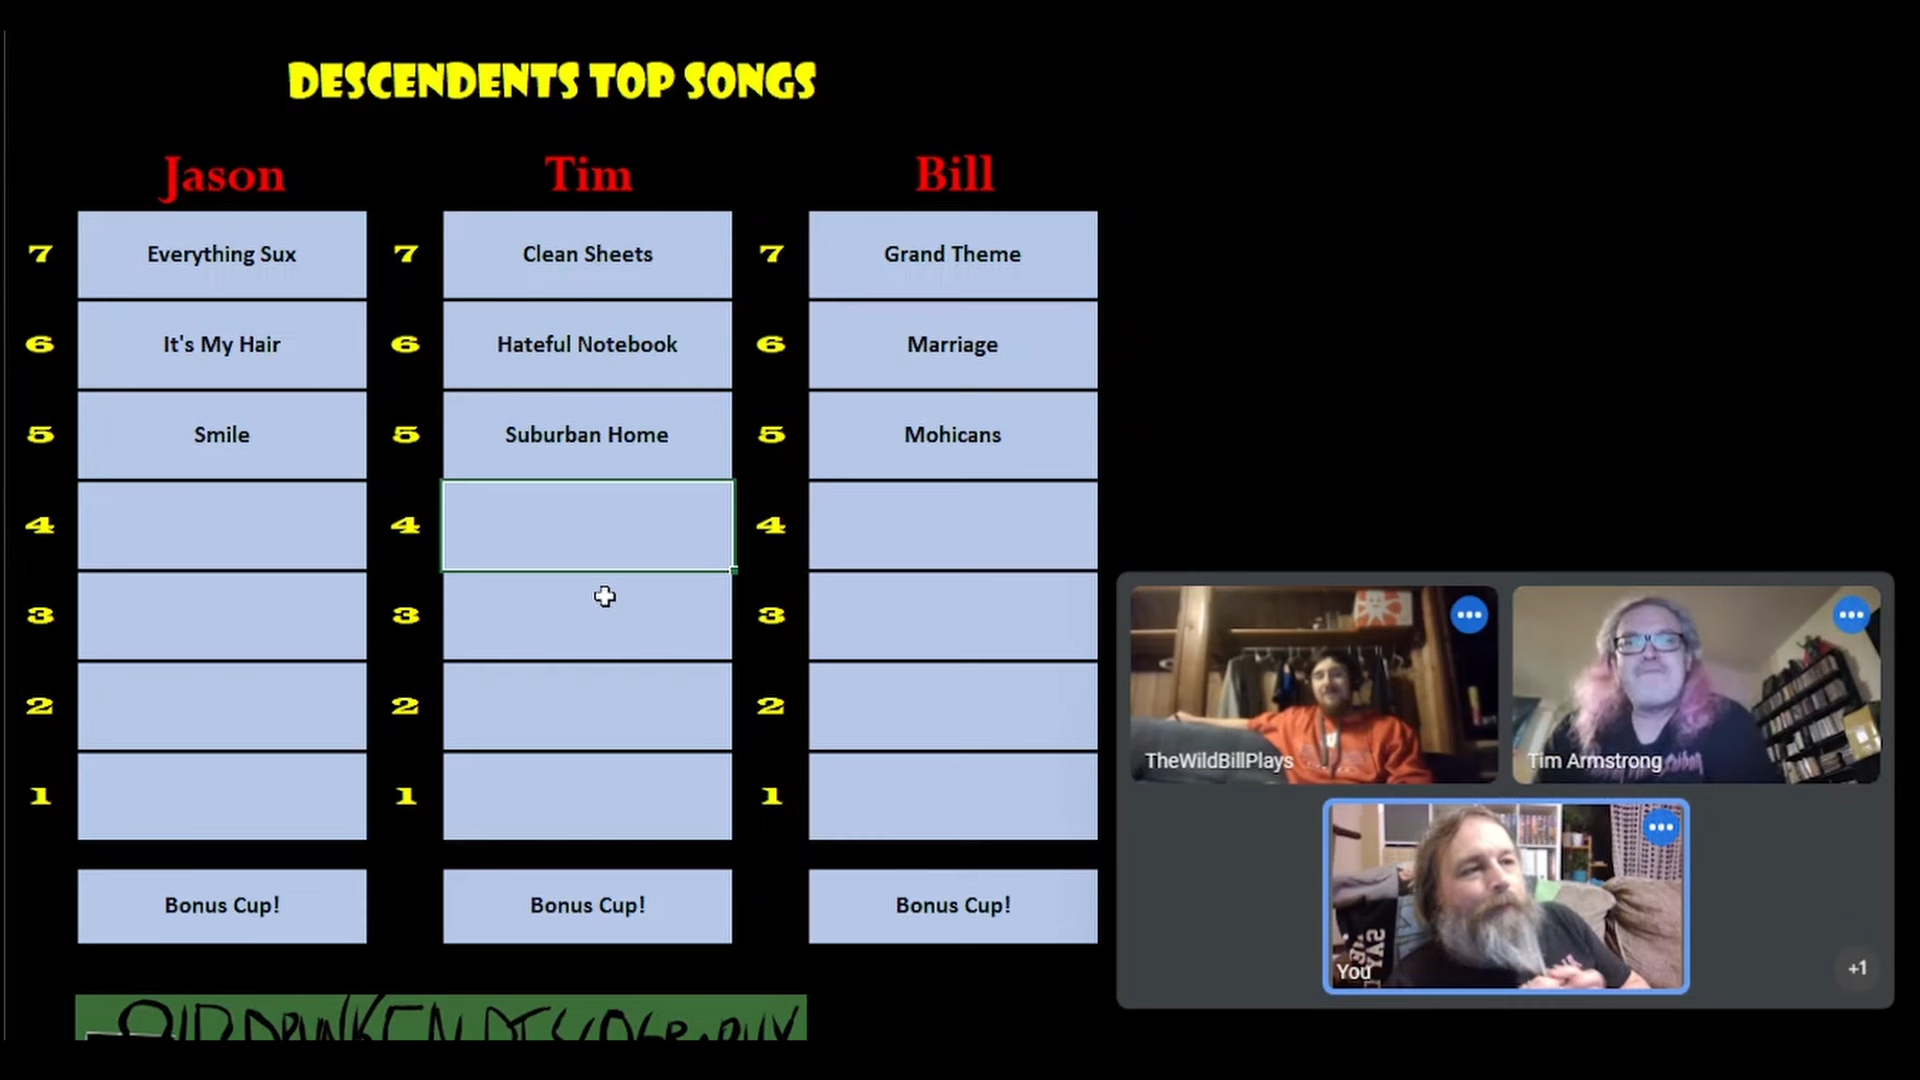 DESCENDENTS TOP SONGS
Jason Tim Bill
7 Everything Sux 7 Clean Sheets 7 Grand Theme
6 It's My Hair 6 Hateful Notebook 6 Marriage
5 Smile 5 Suburban Home 5 Mohicans
4 4 4
3 3 3
2 2 2
1 1 1
Bonus Cup! Bonus Cup! Bonus Cup!
TheWildBillPlays
Tim Armstrong
You
+1